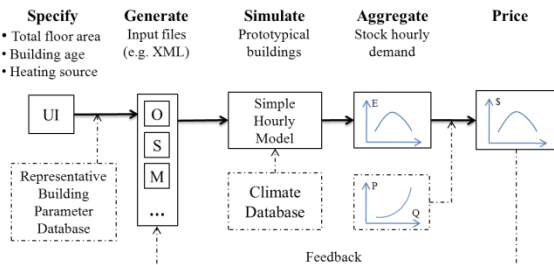 Specify
• Total floor area
• Building age
• Heating source
Generate
Input files
(e.g. XML)
Simulate
Prototypical
buildings
Aggregate
Stock hourly
demand
Price
UI
O
S
M
...
Simple
Hourly
Model
E
$
Representative
Building
Parameter
Database
Climate
Database
P
Q
Feedback